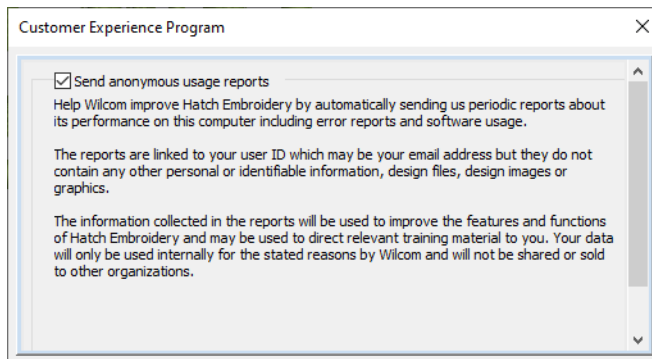 Customer Experience Program
Send anonymous usage reports
Help Wilcom improve Hatch Embroidery by automatically sending us periodic reports about
its performance on this computer including error reports and software usage.
The reports are linked to your user ID which may be your email address but they do not
contain any other personal or identifiable information, design files, design images or
graphics.
The information collected in the reports will be used to improve the features and functions
of Hatch Embroidery and may be used to direct relevant training material to you. Your data
will only be used internally for the stated reasons by Wilcom and will not be shared or sold
to other organizations.